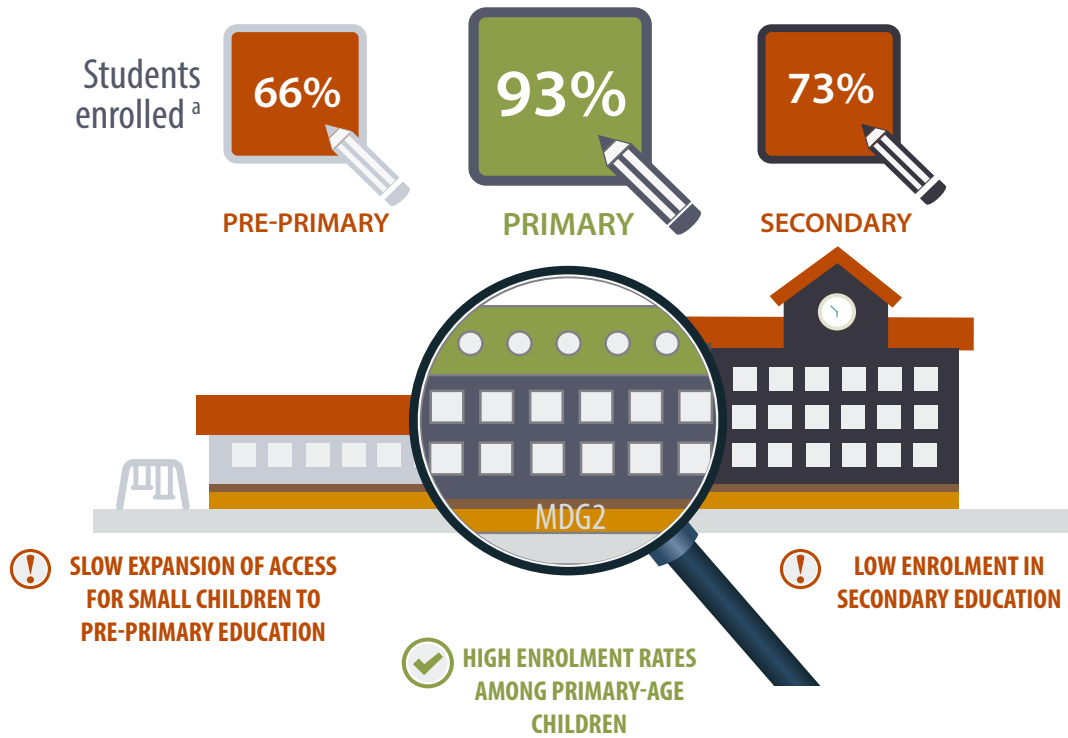 Students
enrolled a
66%
93%
73%
PRE-PRIMARY
PRIMARY
SECONDARY
MDG2
SLOW EXPANSION OF ACCESS
FOR SMALL CHILDREN TO
PRE-PRIMARY EDUCATION
LOW ENROLMENT IN
SECONDARY EDUCATION
HIGH ENROLMENT RATES
AMONG PRIMARY-AGE
CHILDREN